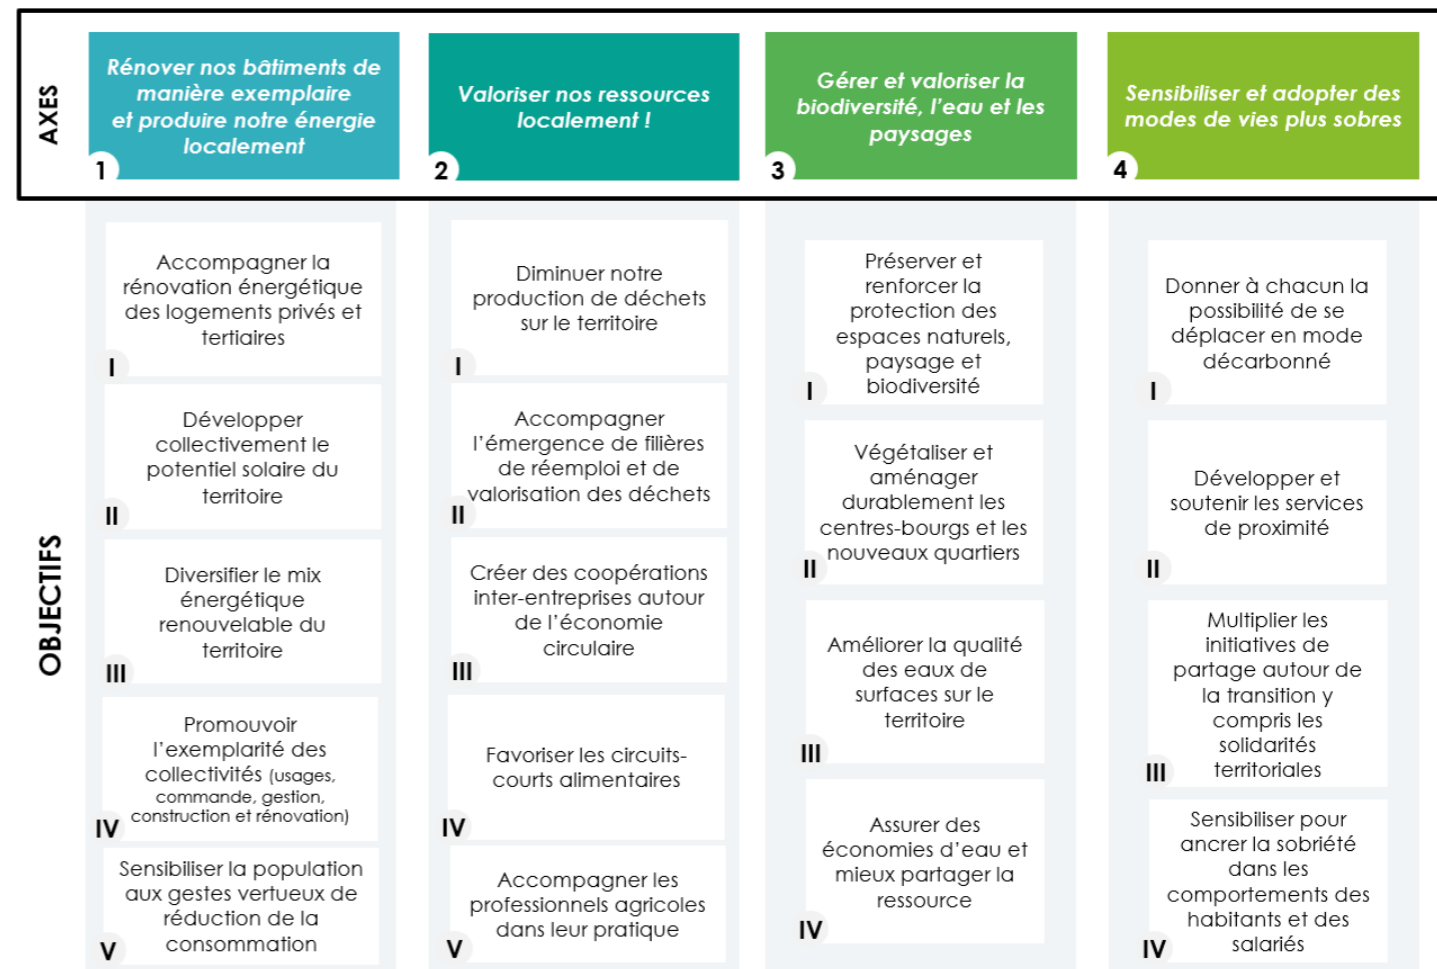 AXES
Rénover nos bâtiments de
manière exemplaire
et produire notre énergie
localement
1
Valoriser nos ressources
localement !
2
Gérer et valoriser la
biodiversité, l'eau et les
paysages
3
Sensibiliser et adopter des
modes de vies plus sobres
4
OBJECTIFS
Accompagner la
rénovation énergétique
des logements privés et
tertiaires
I
Développer
collectivement le
potentiel solaire du
territoire
II
Diversifier le mix
énergétique
renouvelable du
territoire
III
Promouvoir
l'exemplarité des
collectivités (usages,
commande, gestion,
construction et rénovation)
IV
Sensibiliser la population
aux gestes vertueux de
réduction de la
consommation
V
Diminuer notre
production de déchets
sur le territoire
I
Accompagner
l'émergence de filières
de réemploi et de
valorisation des déchets
II
Créer des coopérations
inter-entreprises autour
de l'économie
circulaire
III
Favoriser les circuits-
courts alimentaires
IV
Accompagner les
professionnels agricoles
dans leur pratique
V
Préserver et
renforcer la
protection des
espaces naturels,
paysage et
biodiversité
I
Végétaliser et
aménager
durablement les
centres-bourgs et les
nouveaux quartiers
II
Améliorer la qualité
des eaux de
surfaces sur le
territoire
III
Assurer des
économies d'eau et
mieux partager la
ressource
IV
Donner à chacun la
possibilité de se
déplacer en mode
décarbonné
I
Développer et
soutenir les services
de proximité
II
Multiplier les
initiatives de
partage autour de
la transition y
compris les
solidarités
territoriales
III
Sensibiliser pour
ancrer la sobriété
dans les
comportements des
habitants et des
salariés
IV